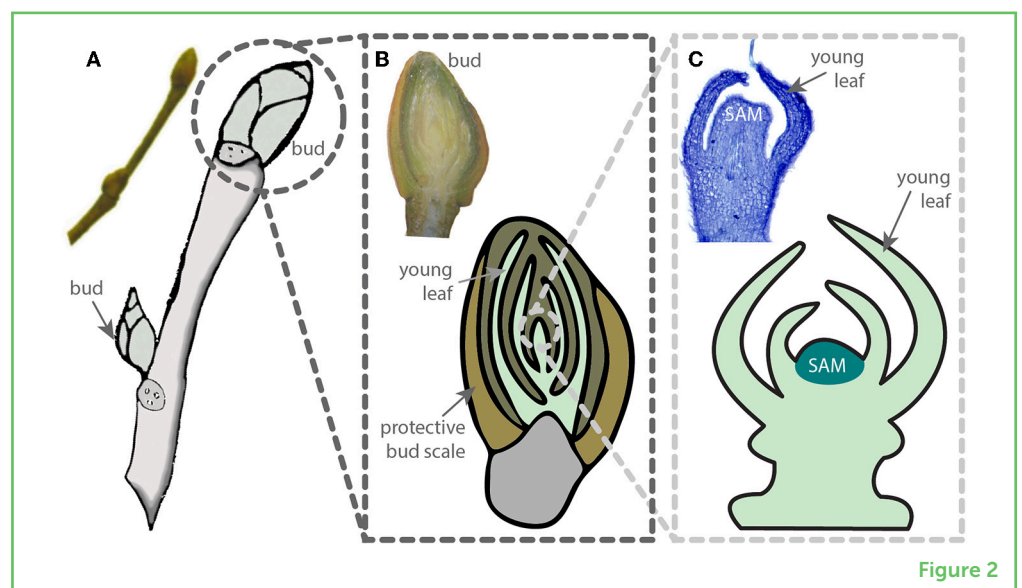 A
bud
bud
B
bud
young
leaf
protective
bud scale
C
young
leaf
SAM
young
leaf
SAM
Figure 2